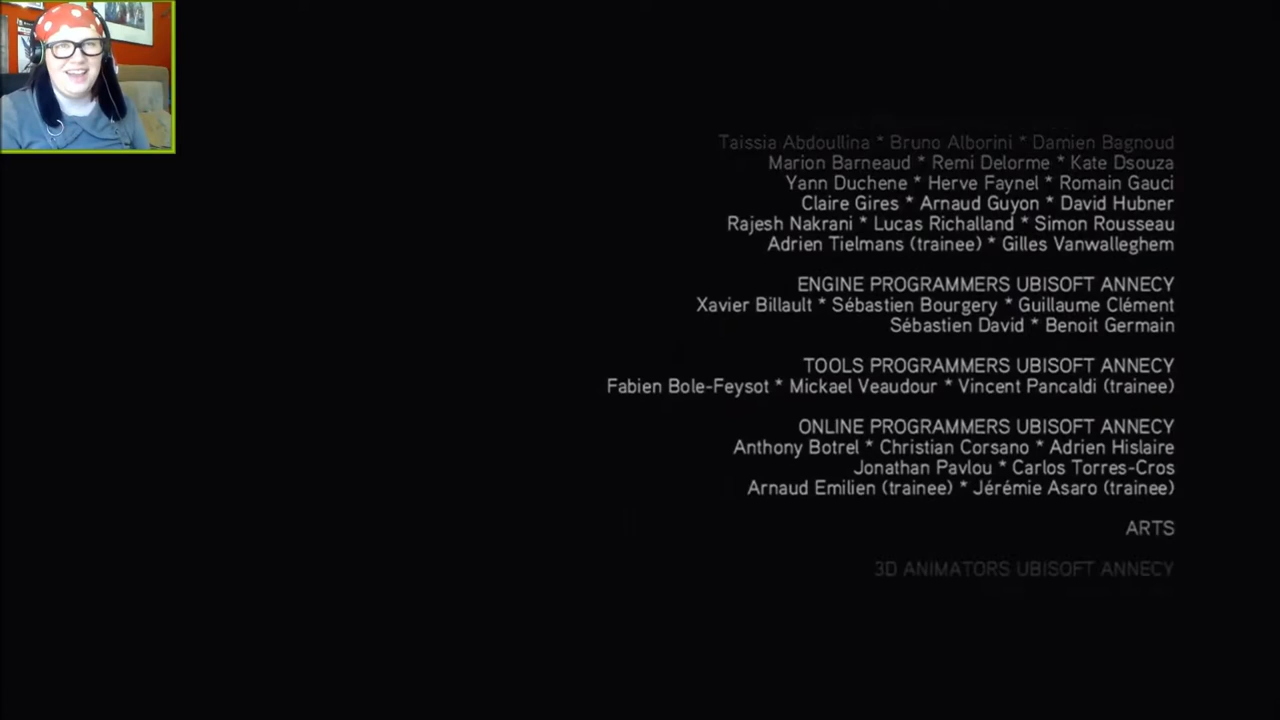 Taissia Abdoullina * Bruno Alborini * Damien Bagnoud
Marion Barneaud * Remi Delorme * Kate Dsouza
Yann Duchene * Herve Faynel * Romain Gauci
Claire Gires * Arnaud Guyon * David Hubner
Rajesh Nakrani * Lucas Richalland * Simon Rousseau
Adrien Tielmans (trainee) * Gilles Vanwalleghem
ENGINE PROGRAMMERS UBISOFT ANNECY
Xavier Billault * Sébastien Bourgery * Guillaume Clément
Sébastien David * Benoit Germain
TOOLS PROGRAMMERS UBISOFT ANNECY
Fabien Bole-Feysot * Mickael Veaudour * Vincent Pancaldi (trainee)
ONLINE PROGRAMMERS UBISOFT ANNECY
Anthony Botrel * Christian Corsano * Adrien Hislaire
Jonathan Pavlou * Carlos Torres-Cros
Arnaud Emilien (trainee) * Jérémie Asaro (trainee)
ARTS
3D ANIMATORS UBISOFT ANNECY